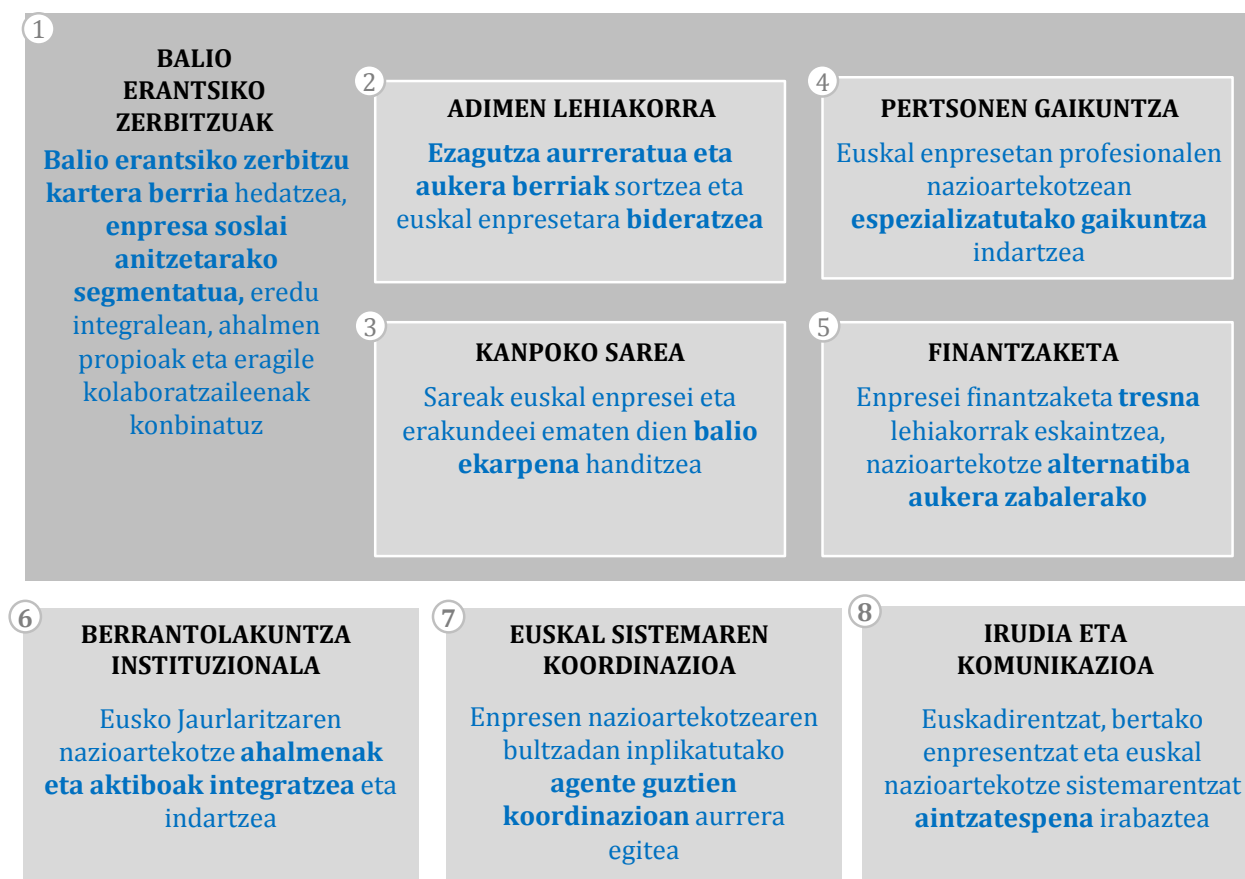 1
BALIO
ERANTSIKO
ZERBITZUAK
Balio erantsiko zerbitzu
kartera berria hedatzea,
enpresa soslai
anitzetarako
segmentatua, eredu
integralean, ahalmen
propioak eta eragile
kolaboratzaileenak
konbinatuz
2
ADIMEN LEHIAKORRA
Ezagutza aurreratua eta
aukera berriak sortzea eta
euskal enpresetara bideratzea
3
KANPOKO SAREA
Sareak euskal enpresei eta
erakundeei ematen dien balio
ekarpena handitzea
4
PERTSONEN GAIKUNTZA
Euskal enpresetan profesionalen
nazioartekotzean
espezializatutako gaikuntza
indartzea
5
FINANTZAKETA
Enpresei finantzaketa tresna
lehiakorrak eskaintzea,
nazioartekotze alternatiba
aukera zabalerako
6
BERRANTOLAKUNTZA
INSTITUZIONALA
Eusko Jaurlaritzaren
nazioartekotze ahalmenak
eta aktiboak integratzea eta
indartzea
7
EUSKAL SISTEMAREN
KOORDINAZIOA
Enpresen nazioartekotzearen
bultzadan inplikatutako
agente guztien
koordinazioan aurrera
egitea
8
IRUDIA ETA
KOMUNIKAZIOA
Euskadirentzat, bertako
enpresentzat eta euskal
nazioartekotze sistemarentzat
aintzatespena irabaztea